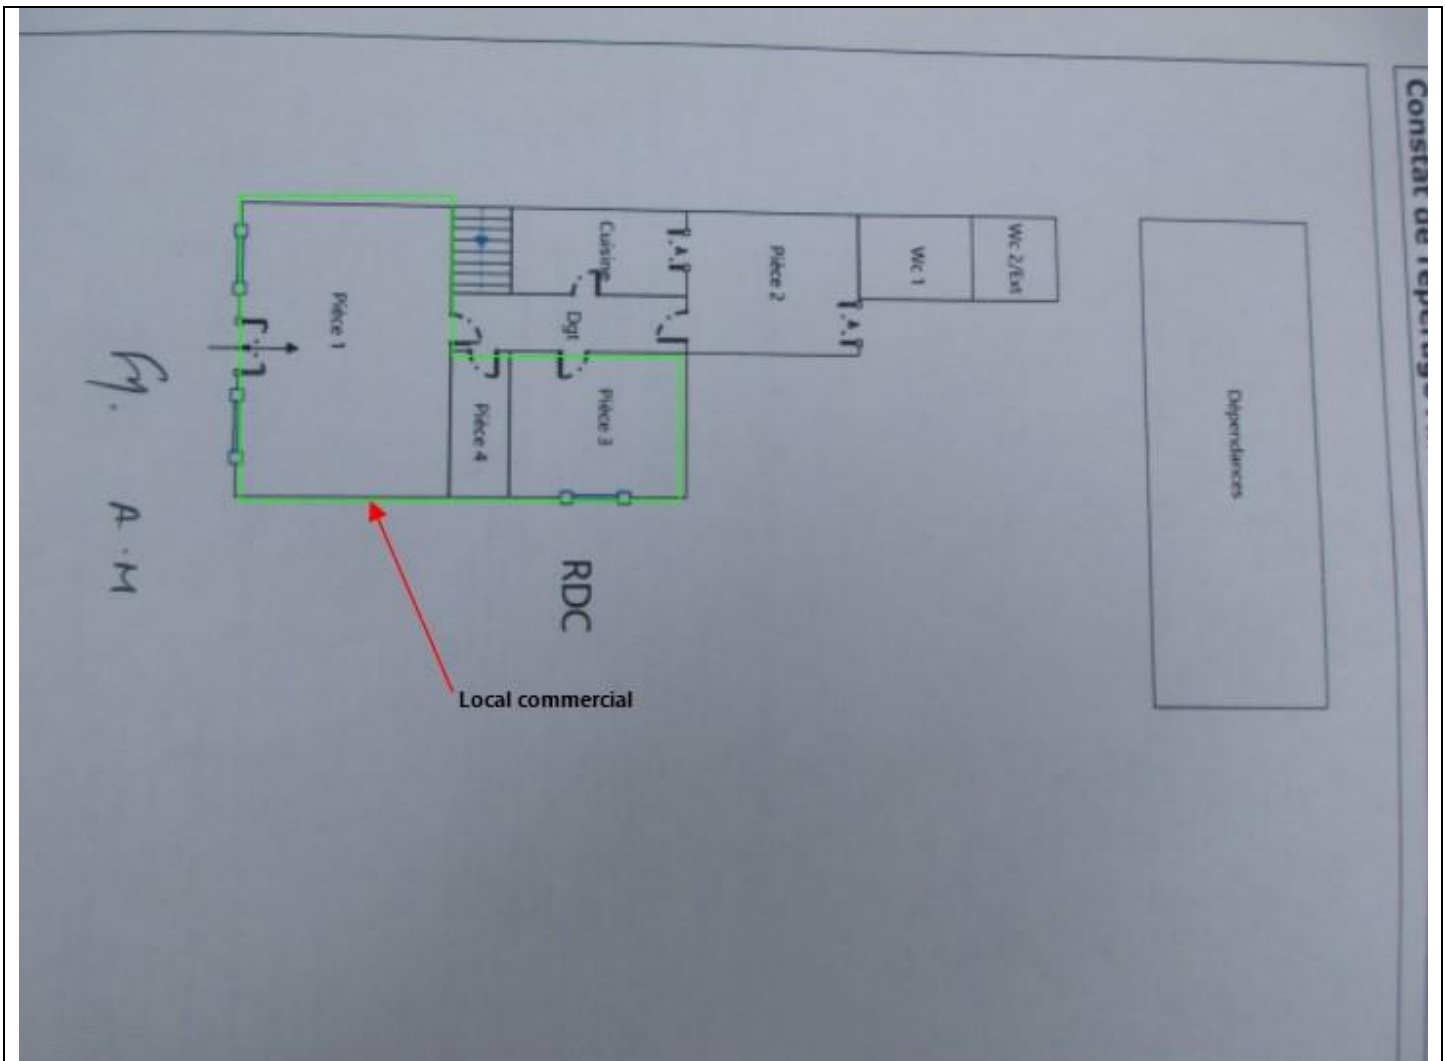 Constat de repérage
Pièce 1
Cuisine
Dgt
Pièce 2
Wc 1
Wc 2/Ext
Pièce 4
Pièce 3
Dépendances
A.M
RDC
Local commercial